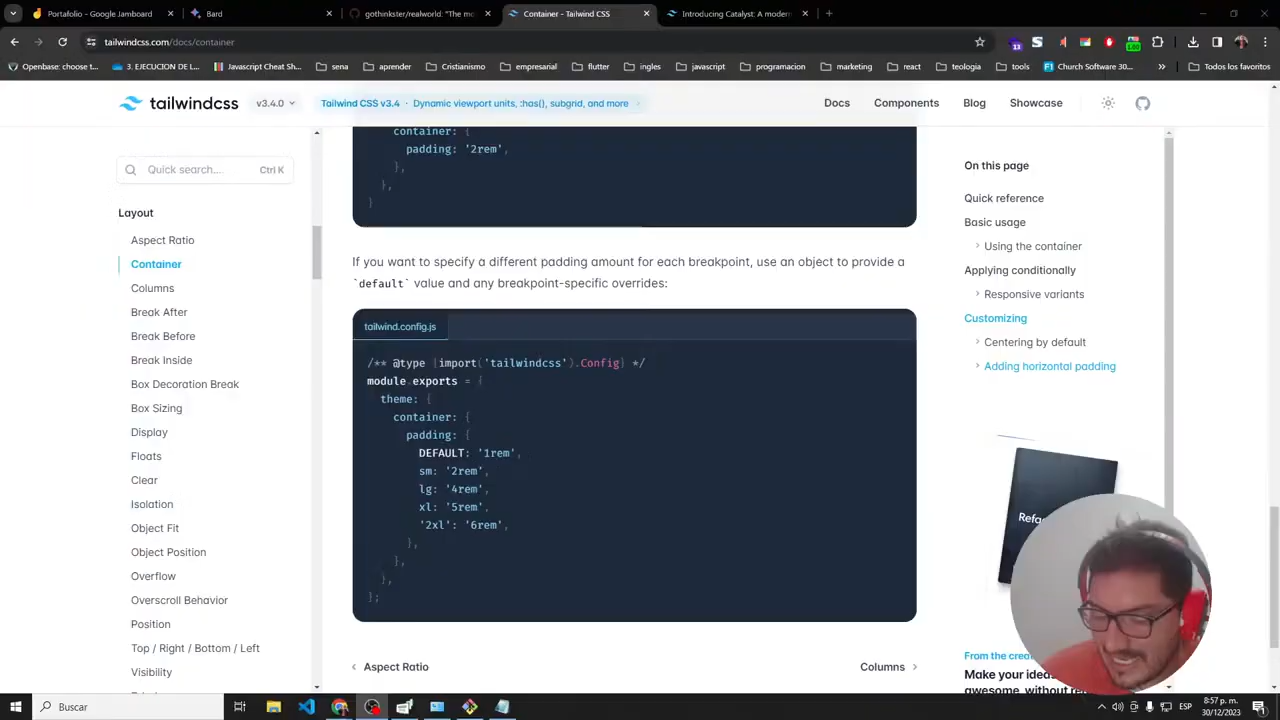 Portafolio - Google Jamboard
Bard
gothinkster/realworld: "The mo
Container - Tailwind CSS
Introducing Catalyst: A modern
tailwindcss.com/docs/container
Openbase: look fast,
3. EJECUCION DE
Javascript Cheat Sh...
sena
aprender
Cristianismo
empresarial
flutter
ingles
javascript
programacion
marketing
teologia
tools
Church Software 30...
Todos los favoritos
tailwindcss
v3.4.0
Tailwind CSS v3.4 · Dynamic viewport units, :has(), subgrid, and more
Docs
Components
Blog
Showcase
Quick search...
Ctrl K
Layout
Aspect Ratio
Container
Columns
Break After
Break Before
Break Inside
Box Decoration Break
Box Sizing
Display
Floats
Clear
Isolation
Object Fit
Object Position
Overflow
Overscroll Behavior
Position
Top / Right / Bottom / Left
Visibility
container: {
padding: '2rem',
},
},
}
If you want to specify a different padding amount for each breakpoint, use an object to provide a
`default` value and any breakpoint-specific overrides:
tailwind.config.js
/** @type {import('tailwindcss').Config} */
module.exports = {
theme: {
container: {
padding: {
DEFAULT: '1rem',
sm: '2rem',
lg: '4rem',
xl: '5rem',
'2xl': '6rem',
},
},
},
};
Aspect Ratio
Columns
On this page
Quick reference
Basic usage
Using the container
Applying conditionally
Responsive variants
Customizing
Centering by default
Adding horizontal padding
From the
Make your ideas
awesome, without
Buscar
ESP
8:57 p. m.
30/12/2023